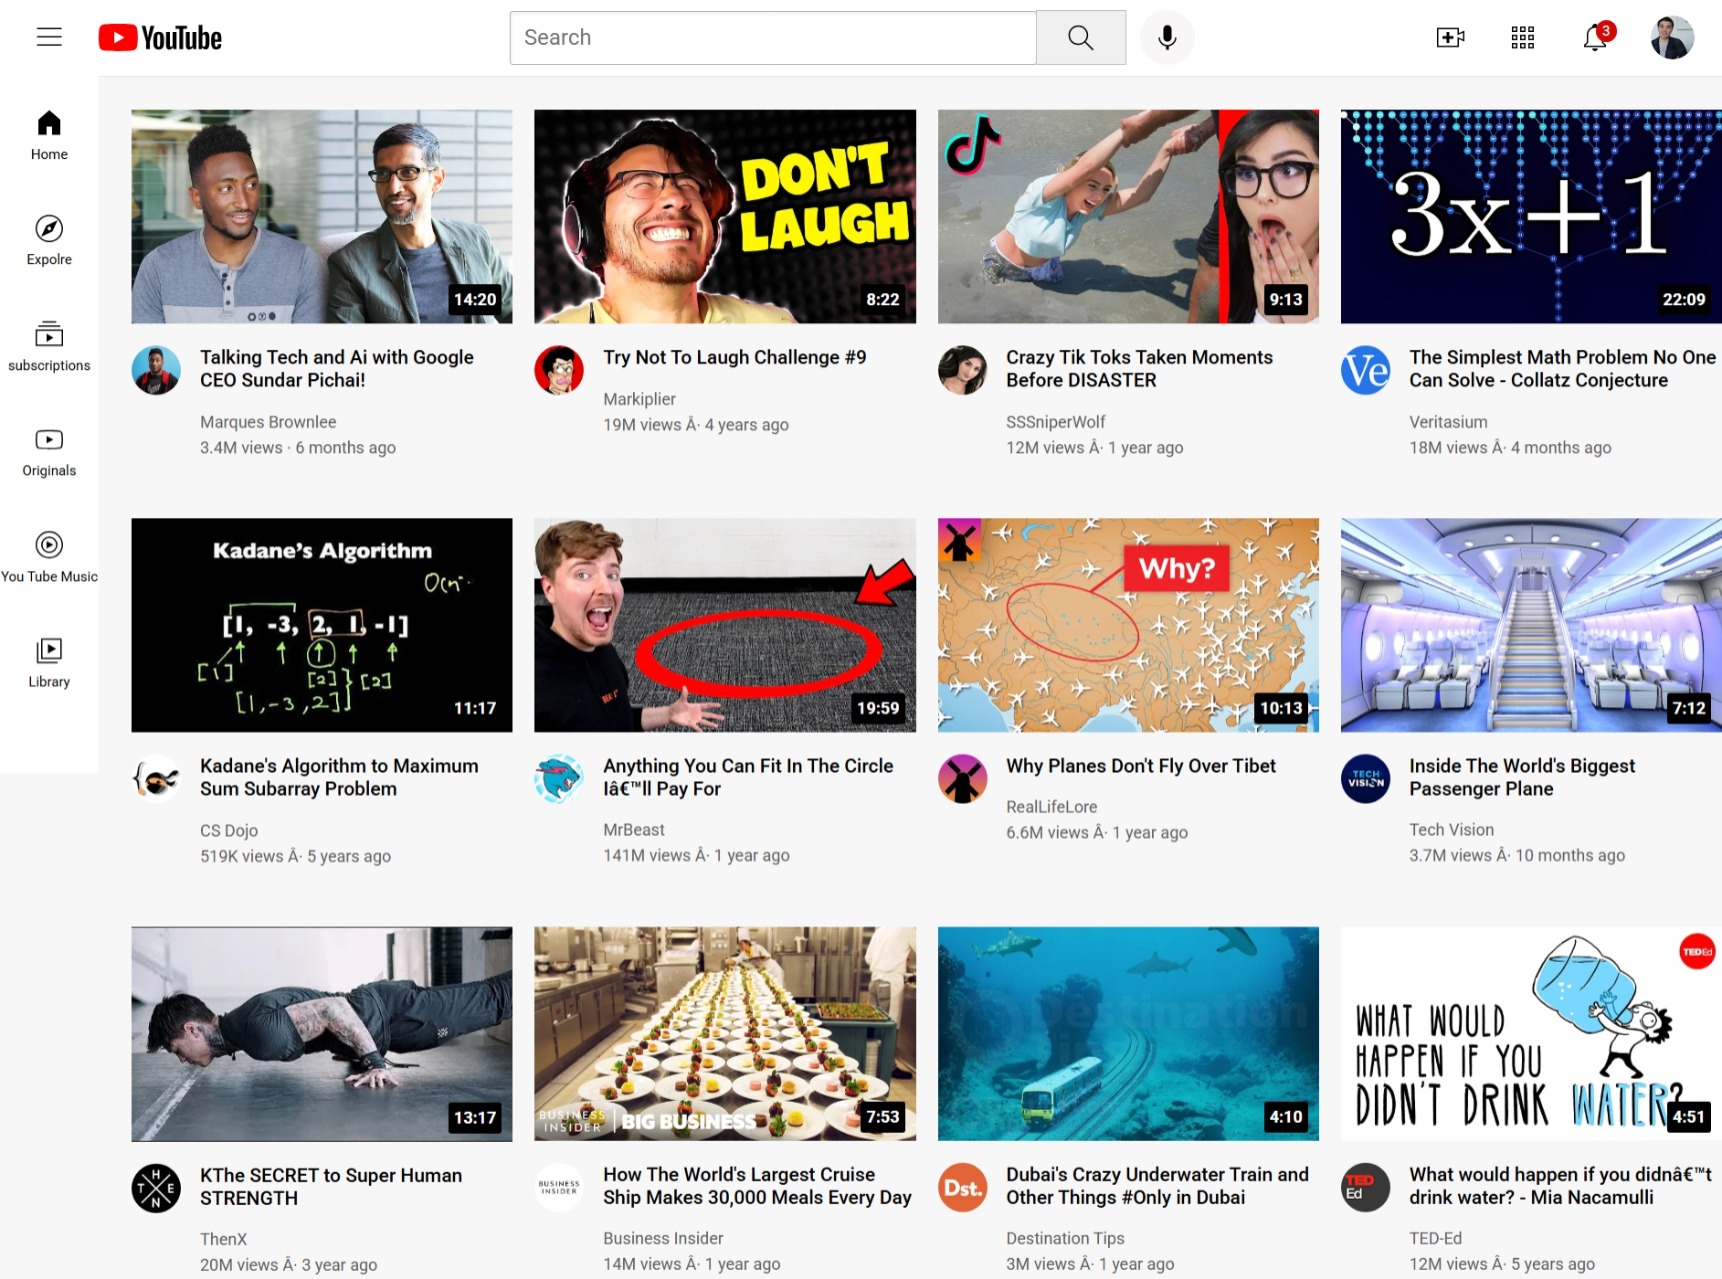 YouTube
Search
3
Home
Expolre
subscriptions
Originals
You Tube Music
Library
14:20
DON'T
LAUGH
8:22
9:13
3x+1
22:09
Talking Tech and Ai with Google
CEO Sundar Pichai!
Marques Brownlee
3.4M views · 6 months ago
Try Not To Laugh Challenge #9
Markiplier
19M views Â· 4 years ago
Crazy Tik Toks Taken Moments
Before DISASTER
SSSniperWolf
12M views Â· 1 year ago
Ve
The Simplest Math Problem No One
Can Solve - Collatz Conjecture
Veritasium
18M views Â· 4 months ago
Kadane's Algorithm
[1, -3, 2, 1, -1]
[1]
[2]
[2]
[1,-3,2]
11:17
19:59
Why?
10:13
7:12
Kadane's Algorithm to Maximum
Sum Subarray Problem
CS Dojo
519K views Â· 5 years ago
Anything You Can Fit In The Circle
Iâ€™ll Pay For
MrBeast
141M views Â· 1 year ago
Why Planes Don't Fly Over Tibet
RealLifeLore
6.6M views Â· 1 year ago
TECH
VISION
Inside The World's Biggest
Passenger Plane
Tech Vision
3.7M views Â· 10 months ago
13:17
BUSINESS
INSIDER
BIG BUSINESS
7:53
Destination
4:10
TEDEd
WHAT WOULD
HAPPEN IF YOU
DIDN'T DRINK WATER?
4:51
THEN
KThe SECRET to Super Human
STRENGTH
ThenX
20M views Â· 3 year ago
BUSINESS
INSIDER
How The World's Largest Cruise
Ship Makes 30,000 Meals Every Day
Business Insider
14M views Â· 1 year ago
Dst.
Dubai's Crazy Underwater Train and
Other Things #Only in Dubai
Destination Tips
3M views Â· 1 year ago
TED
Ed
What would happen if you didnâ€™t
drink water? - Mia Nacamulli
TED-Ed
12M views Â· 5 years ago